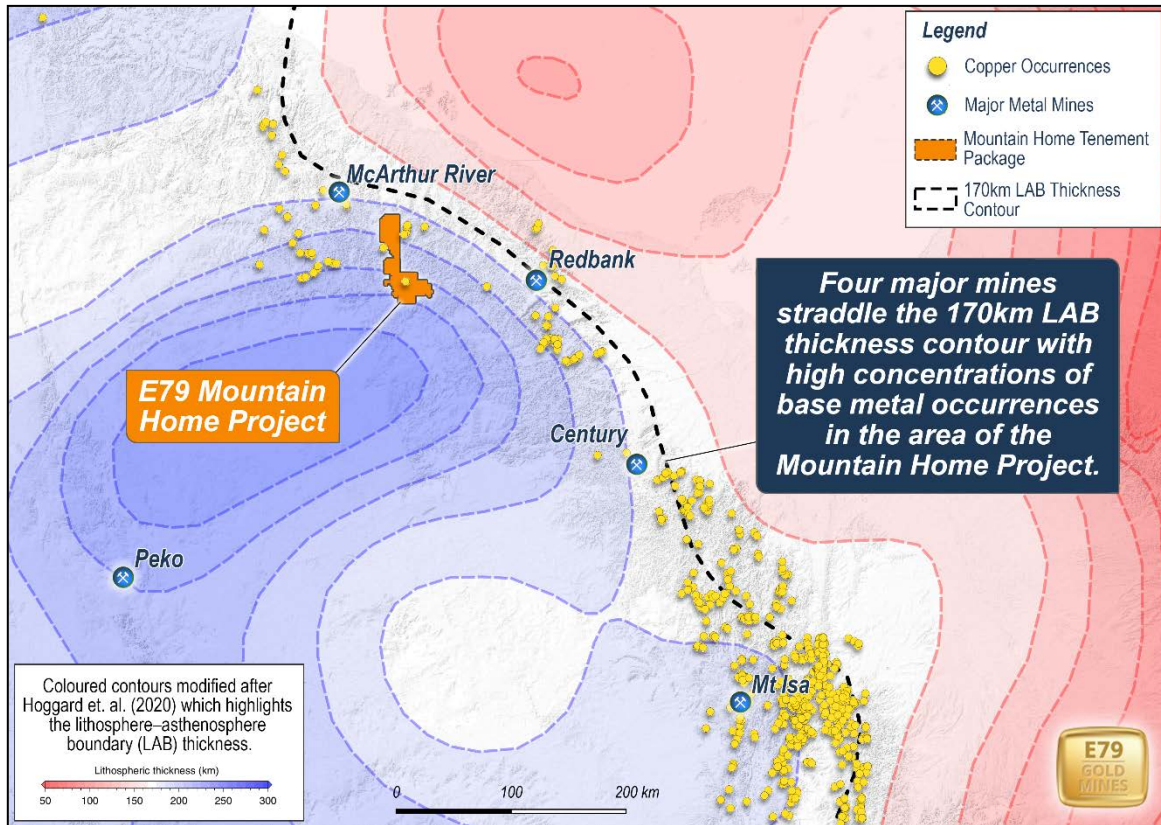 Legend
Copper Occurrences
Major Metal Mines
Mountain Home Tenement
Package
170km LAB Thickness
Contour
McArthur River
Redbank
Four major mines
straddle the 170km LAB
thickness contour with
high concentrations of
base metal occurrences
in the area of the
Mountain Home Project.
E79 Mountain
Home Project
Century
Peko
Mt Isa
Coloured contours modified after
Hoggard et. al. (2020) which highlights
the lithosphere–asthenosphere
boundary (LAB) thickness.
Lithospheric thickness (km)
50 100 150 200 250 300
0 100 200 km
E79
GOLD
MINES